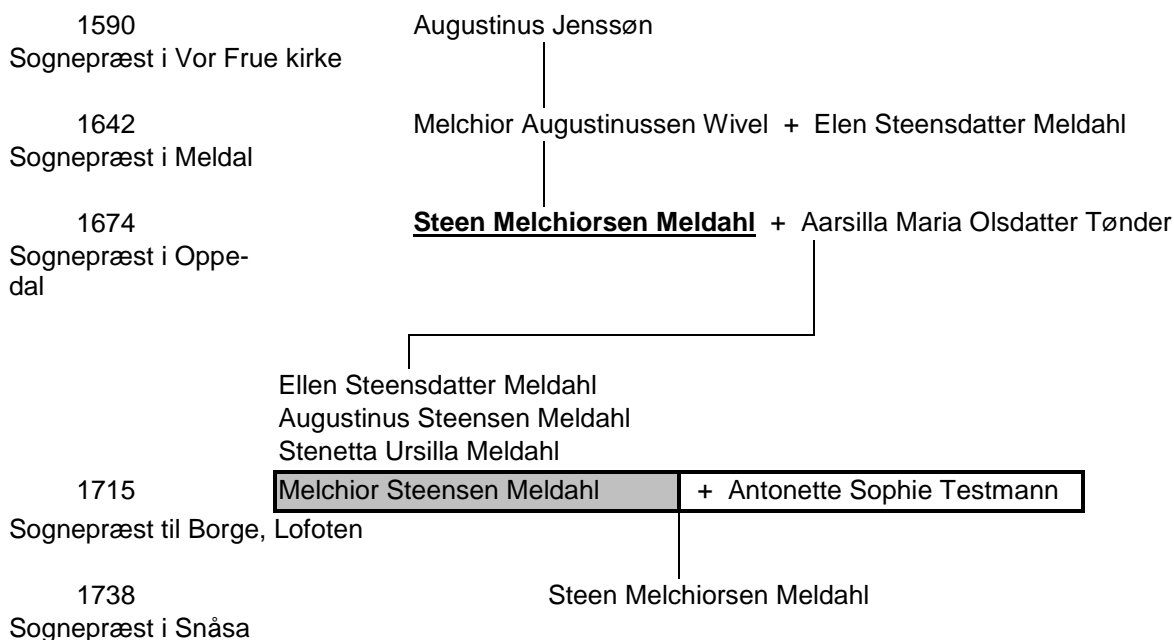 1590 Augustinus Jenssøn
Sognepræst i Vor Frue kirke
1642 Melchior Augustinussen Wivel + Elen Steensdatter Meldahl
Sognepræst i Meldal
1674 Steen Melchiorsen Meldahl + Aarsilla Maria Olsdatter Tønder
Sognepræst i Oppe-
dal
Ellen Steensdatter Meldahl
Augustinus Steensen Meldahl
Stenetta Ursilla Meldahl
1715 Melchior Steensen Meldahl + Antonette Sophie Testmann
Sognepræst til Borge, Lofoten
1738 Steen Melchiorsen Meldahl
Sognepræst i Snåsa